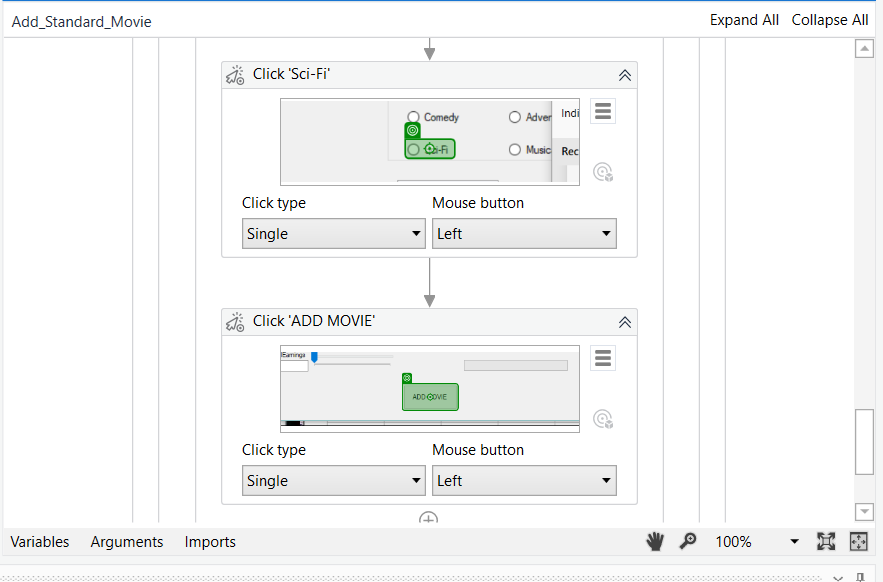 Add_Standard_Movie
Expand All Collapse All
Click 'Sci-Fi'
Comedy Adver Indi
Sci-Fi Music Rec
Click type Mouse button
Single Left
Click 'ADD MOVIE'
lEarnings
ADD MOVIE
Click type Mouse button
Single Left
Variables Arguments Imports
100%